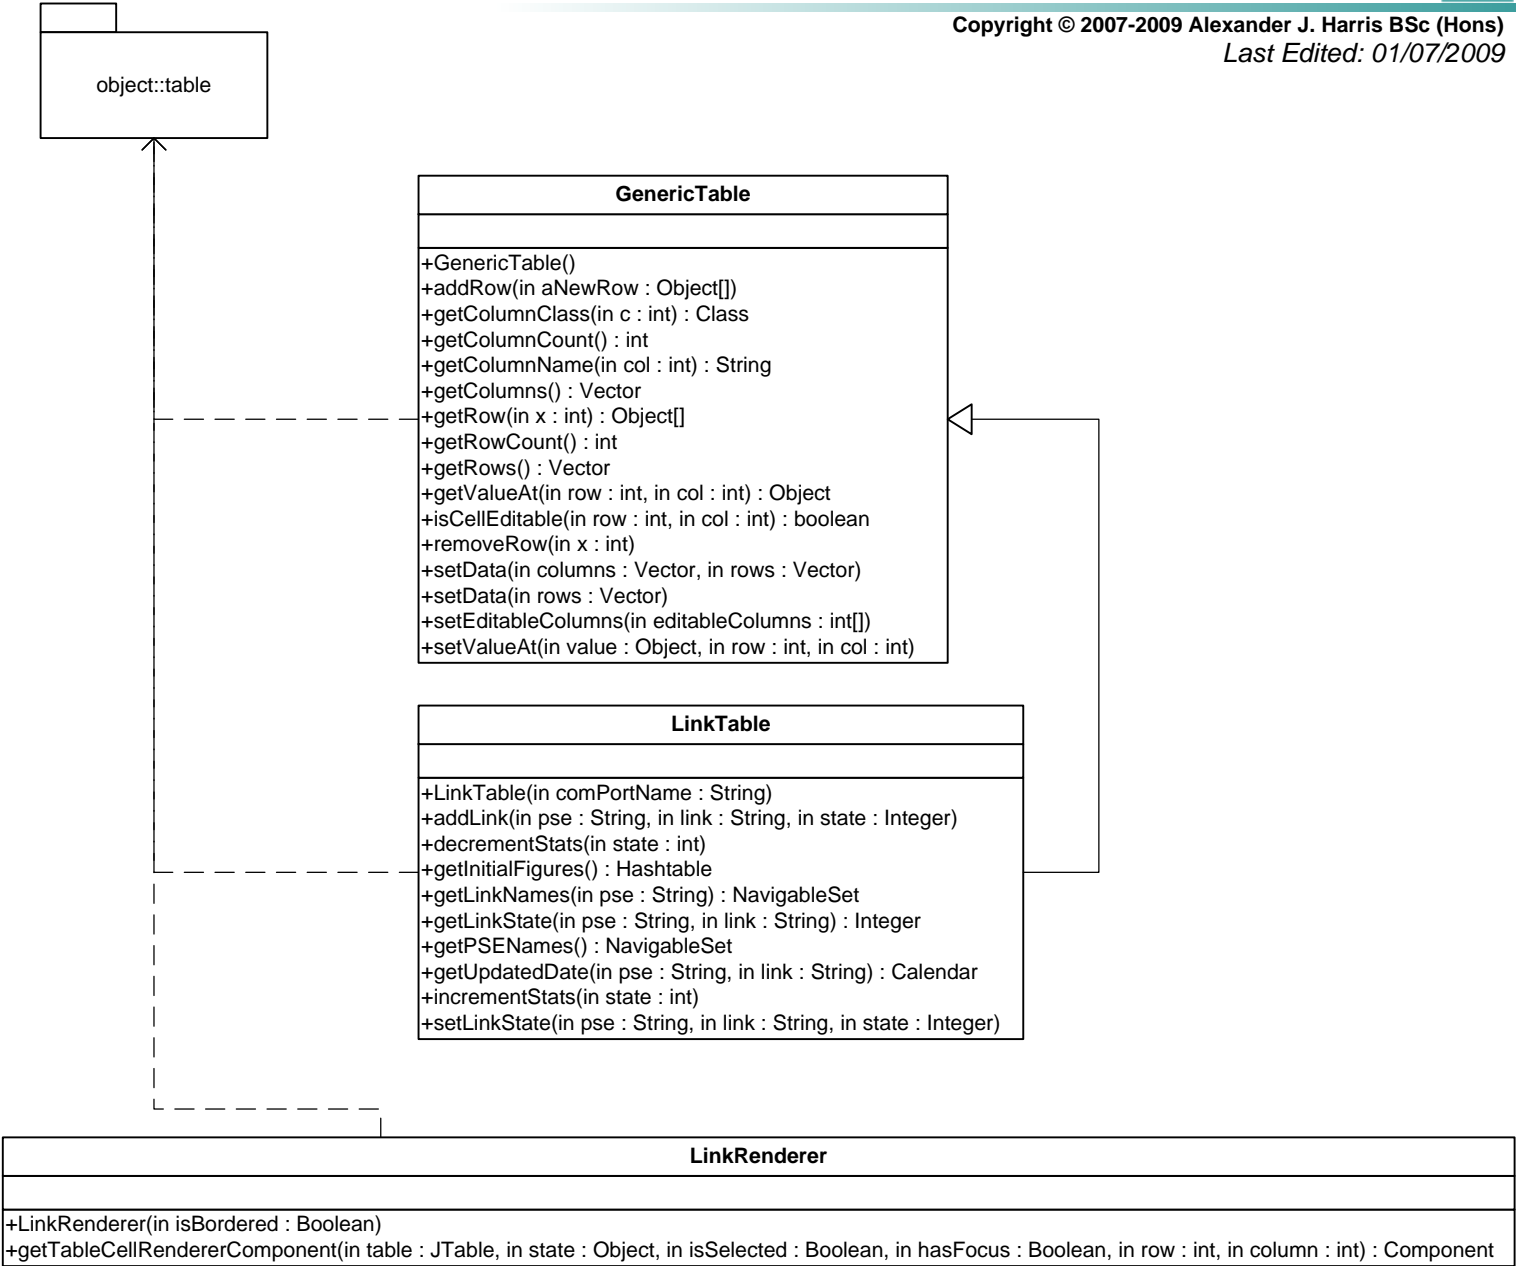 Copyright © 2007-2009 Alexander J. Harris BSc (Hons)
Last Edited: 01/07/2009
object::table
GenericTable
+GenericTable()
+addRow(in aNewRow : Object[])
+getColumnClass(in c : int) : Class
+getColumnCount() : int
+getColumnName(in col : int) : String
+getColumns() : Vector
+getRow(in x : int) : Object[]
+getRowCount() : int
+getRows() : Vector
+getValueAt(in row : int, in col : int) : Object
+isCellEditable(in row : int, in col : int) : boolean
+removeRow(in x : int)
+setData(in columns : Vector, in rows : Vector)
+setData(in rows : Vector)
+setEditableColumns(in editableColumns : int[])
+setValueAt(in value : Object, in row : int, in col : int)
LinkTable
+LinkTable(in comPortName : String)
+addLink(in pse : String, in link : String, in state : Integer)
+decrementStats(in state : int)
+getInitialFigures() : Hashtable
+getLinkNames(in pse : String) : NavigableSet
+getLinkState(in pse : String, in link : String) : Integer
+getPSENames() : NavigableSet
+getUpdatedDate(in pse : String, in link : String) : Calendar
+incrementStats(in state : int)
+setLinkState(in pse : String, in link : String, in state : Integer)
LinkRenderer
+LinkRenderer(in isBordered : Boolean)
+getTableCellRendererComponent(in table : JTable, in state : Object, in isSelected : Boolean, in hasFocus : Boolean, in row : int, in column : int) : Component